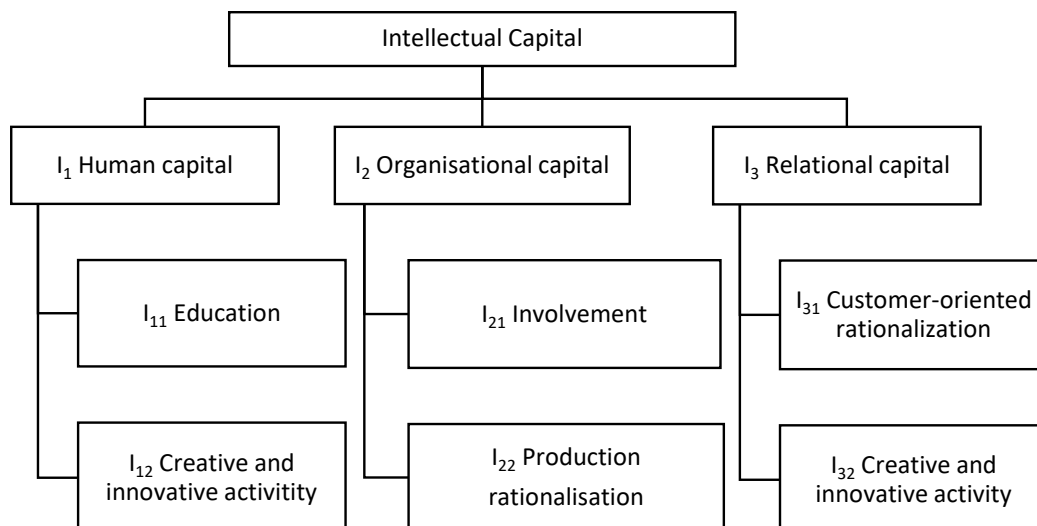 Intellectual Capital
I₁ Human capital
I₂ Organisational capital
I₃ Relational capital
I₁₁ Education
I₂₁ Involvement
I₃₁ Customer-oriented
rationalization
I₁₂ Creative and
innovative activitity
I₂₂ Production
rationalisation
I₃₂ Creative and
innovative activity